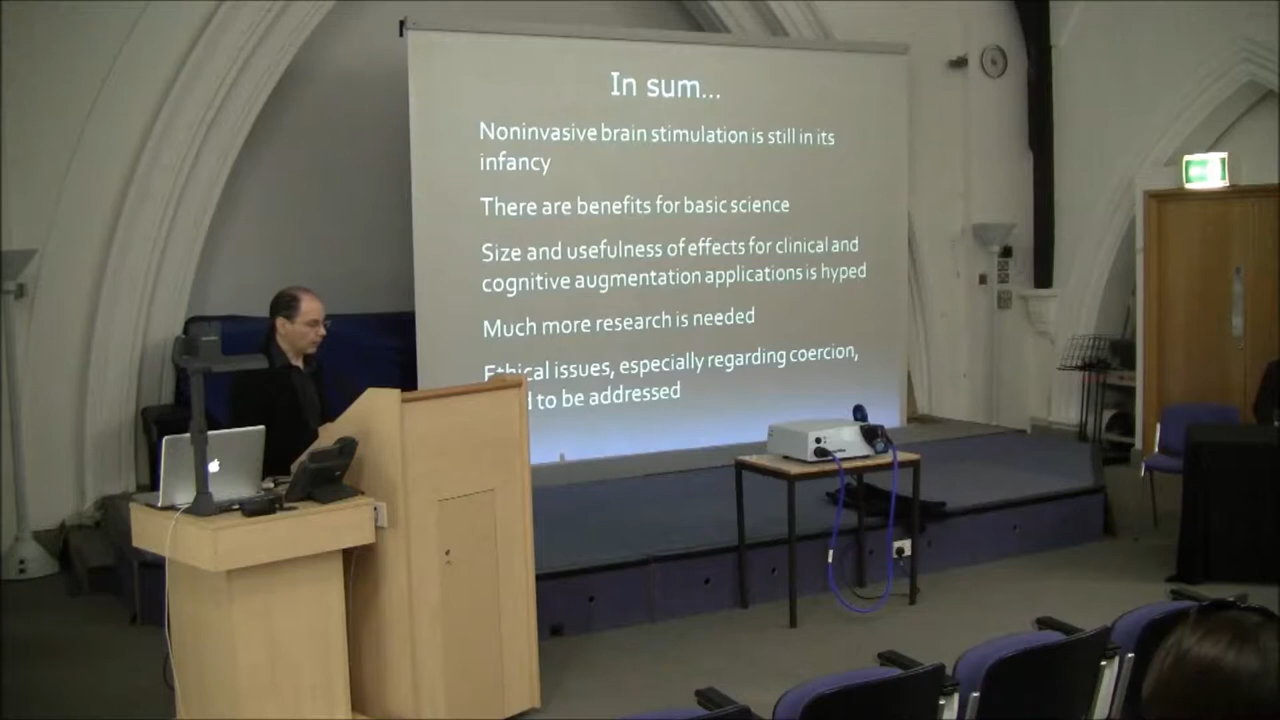 In sum...
Noninvasive brain stimulation is still in its
infancy
There are benefits for basic science
Size and usefulness of effects for clinical and
cognitive augmentation applications is hyped
Much more research is needed
Ethical issues, especially regarding coercion,
to be addressed